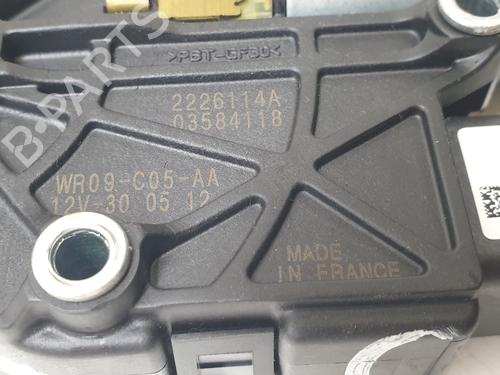 >PBT-GF30<
2226114A
03584118
WR09-C05-AA
12V-30 05 12
MADE
IN FRANCE
B-PARTS